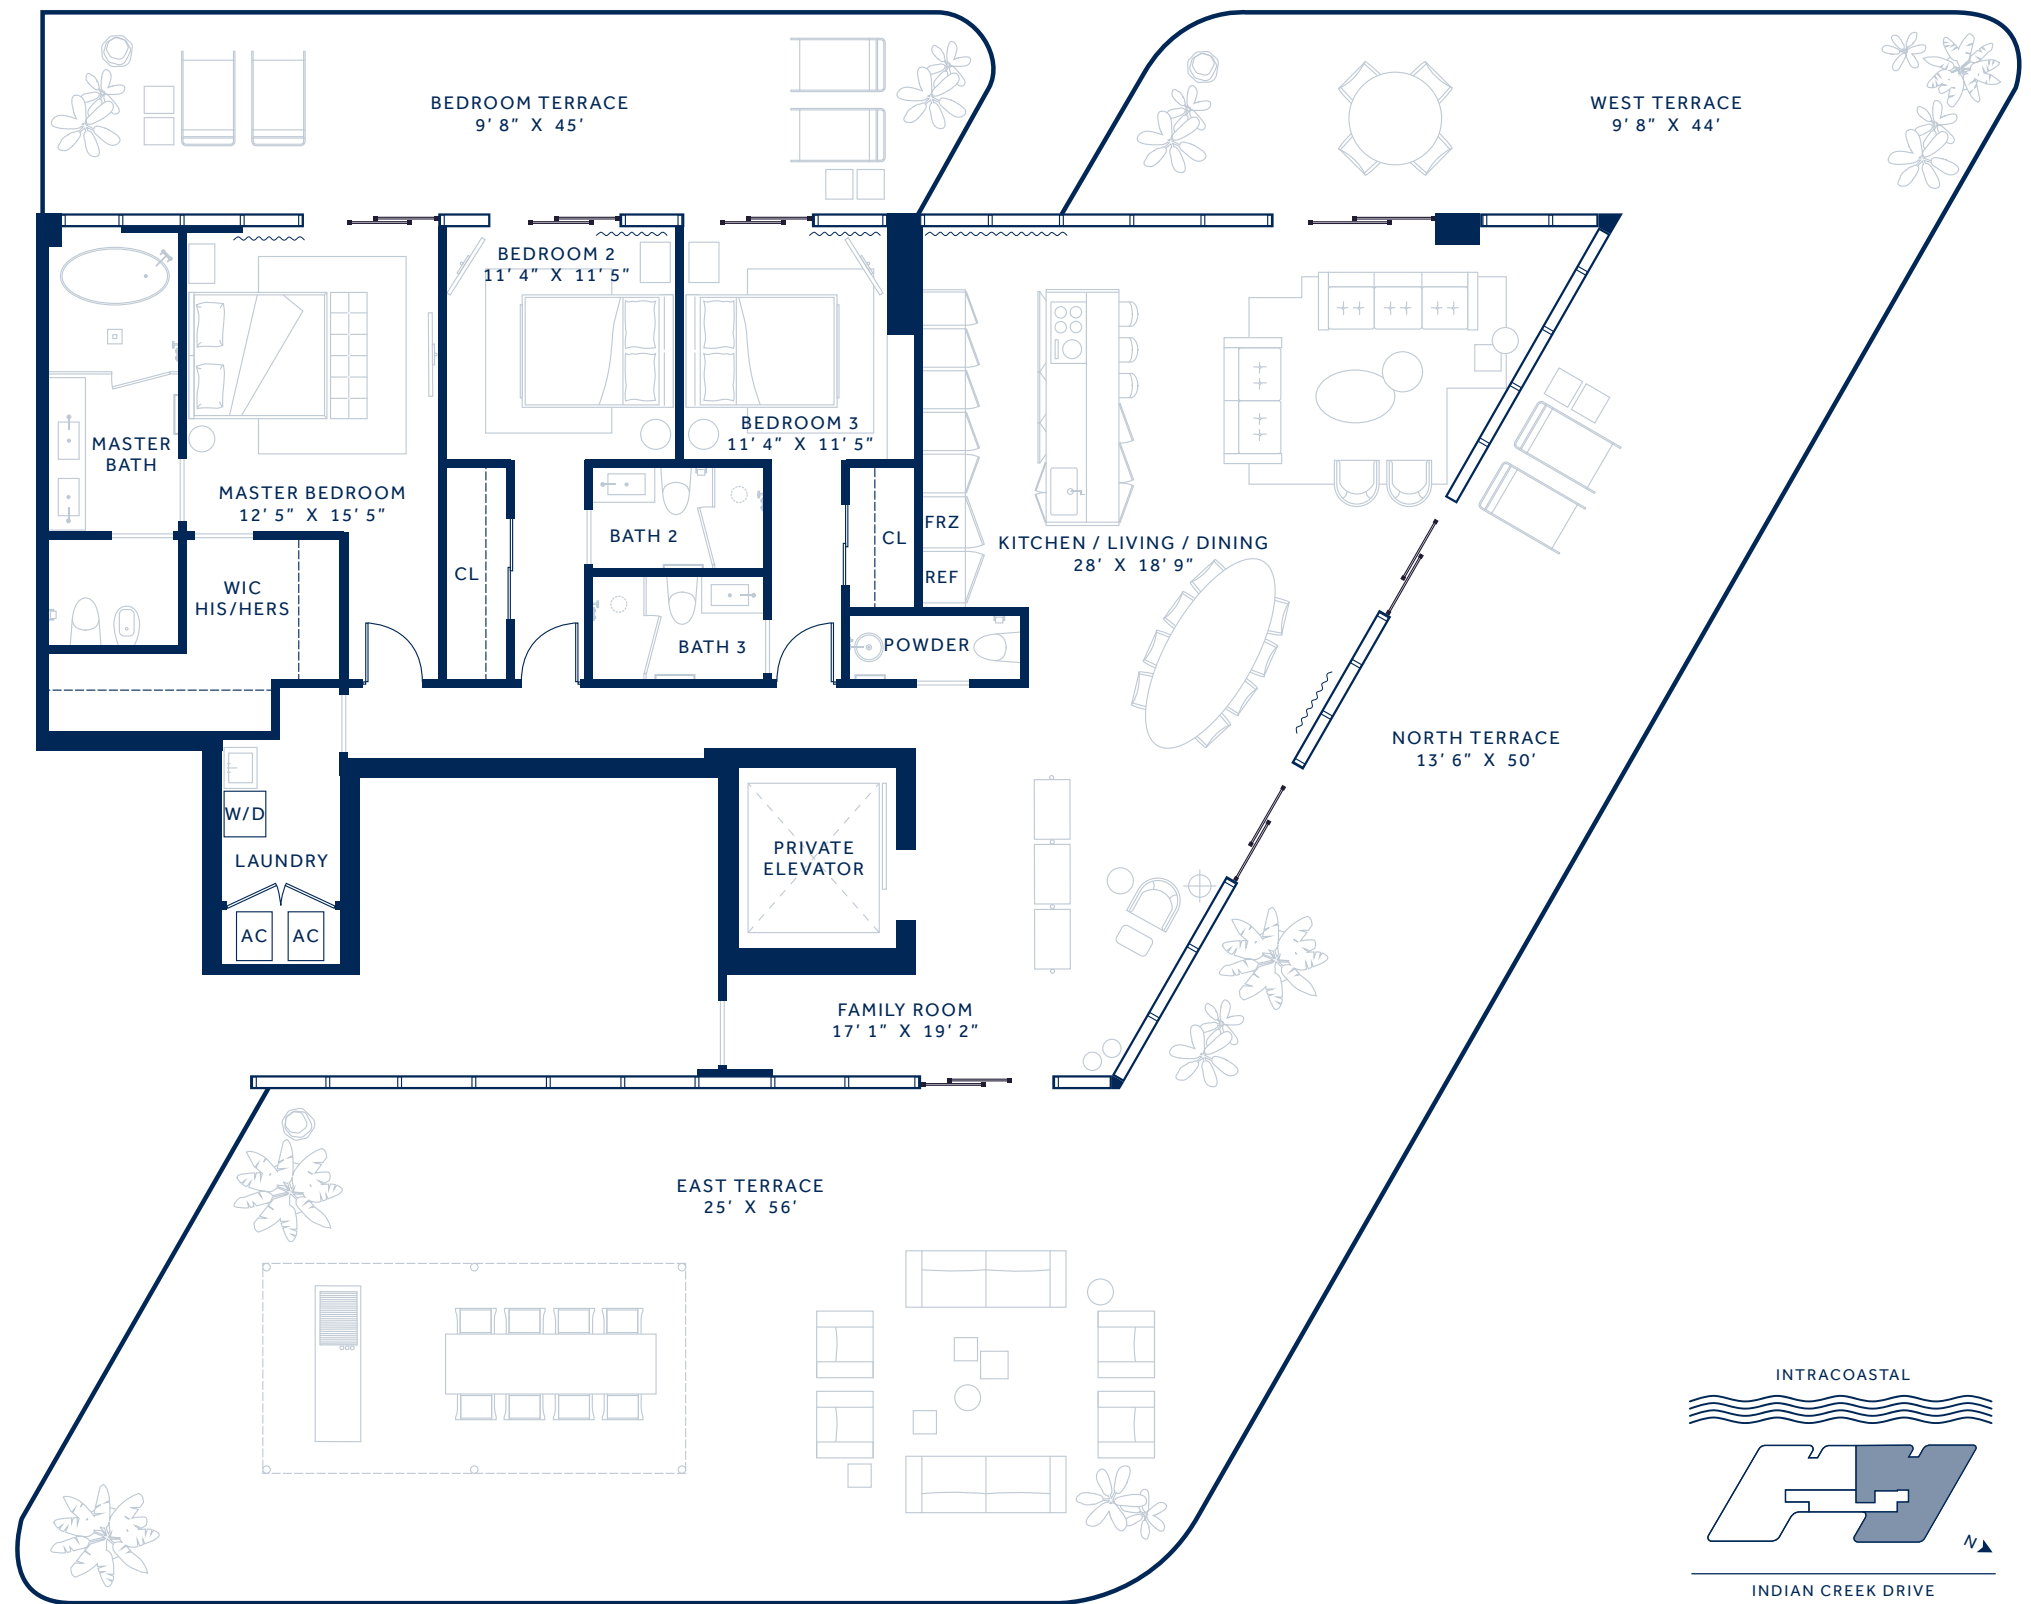 BEDROOM TERRACE
9' 8" X 45'
WEST TERRACE
9' 8" X 44'
BEDROOM 2
11' 4" X 11' 5"
BEDROOM 3
11' 4" X 11' 5"
MASTER
BATH
MASTER BEDROOM
12' 5" X 15' 5"
FRZ
BATH 2
CL
KITCHEN / LIVING / DINING
28' X 18' 9"
CL
REF
WIC
HIS/HERS
BATH 3
POWDER
NORTH TERRACE
13' 6" X 50'
W/D
LAUNDRY
PRIVATE
ELEVATOR
AC
AC
FAMILY ROOM
17' 1" X 19' 2"
EAST TERRACE
25' X 56'
INTRACOASTAL
N
INDIAN CREEK DRIVE